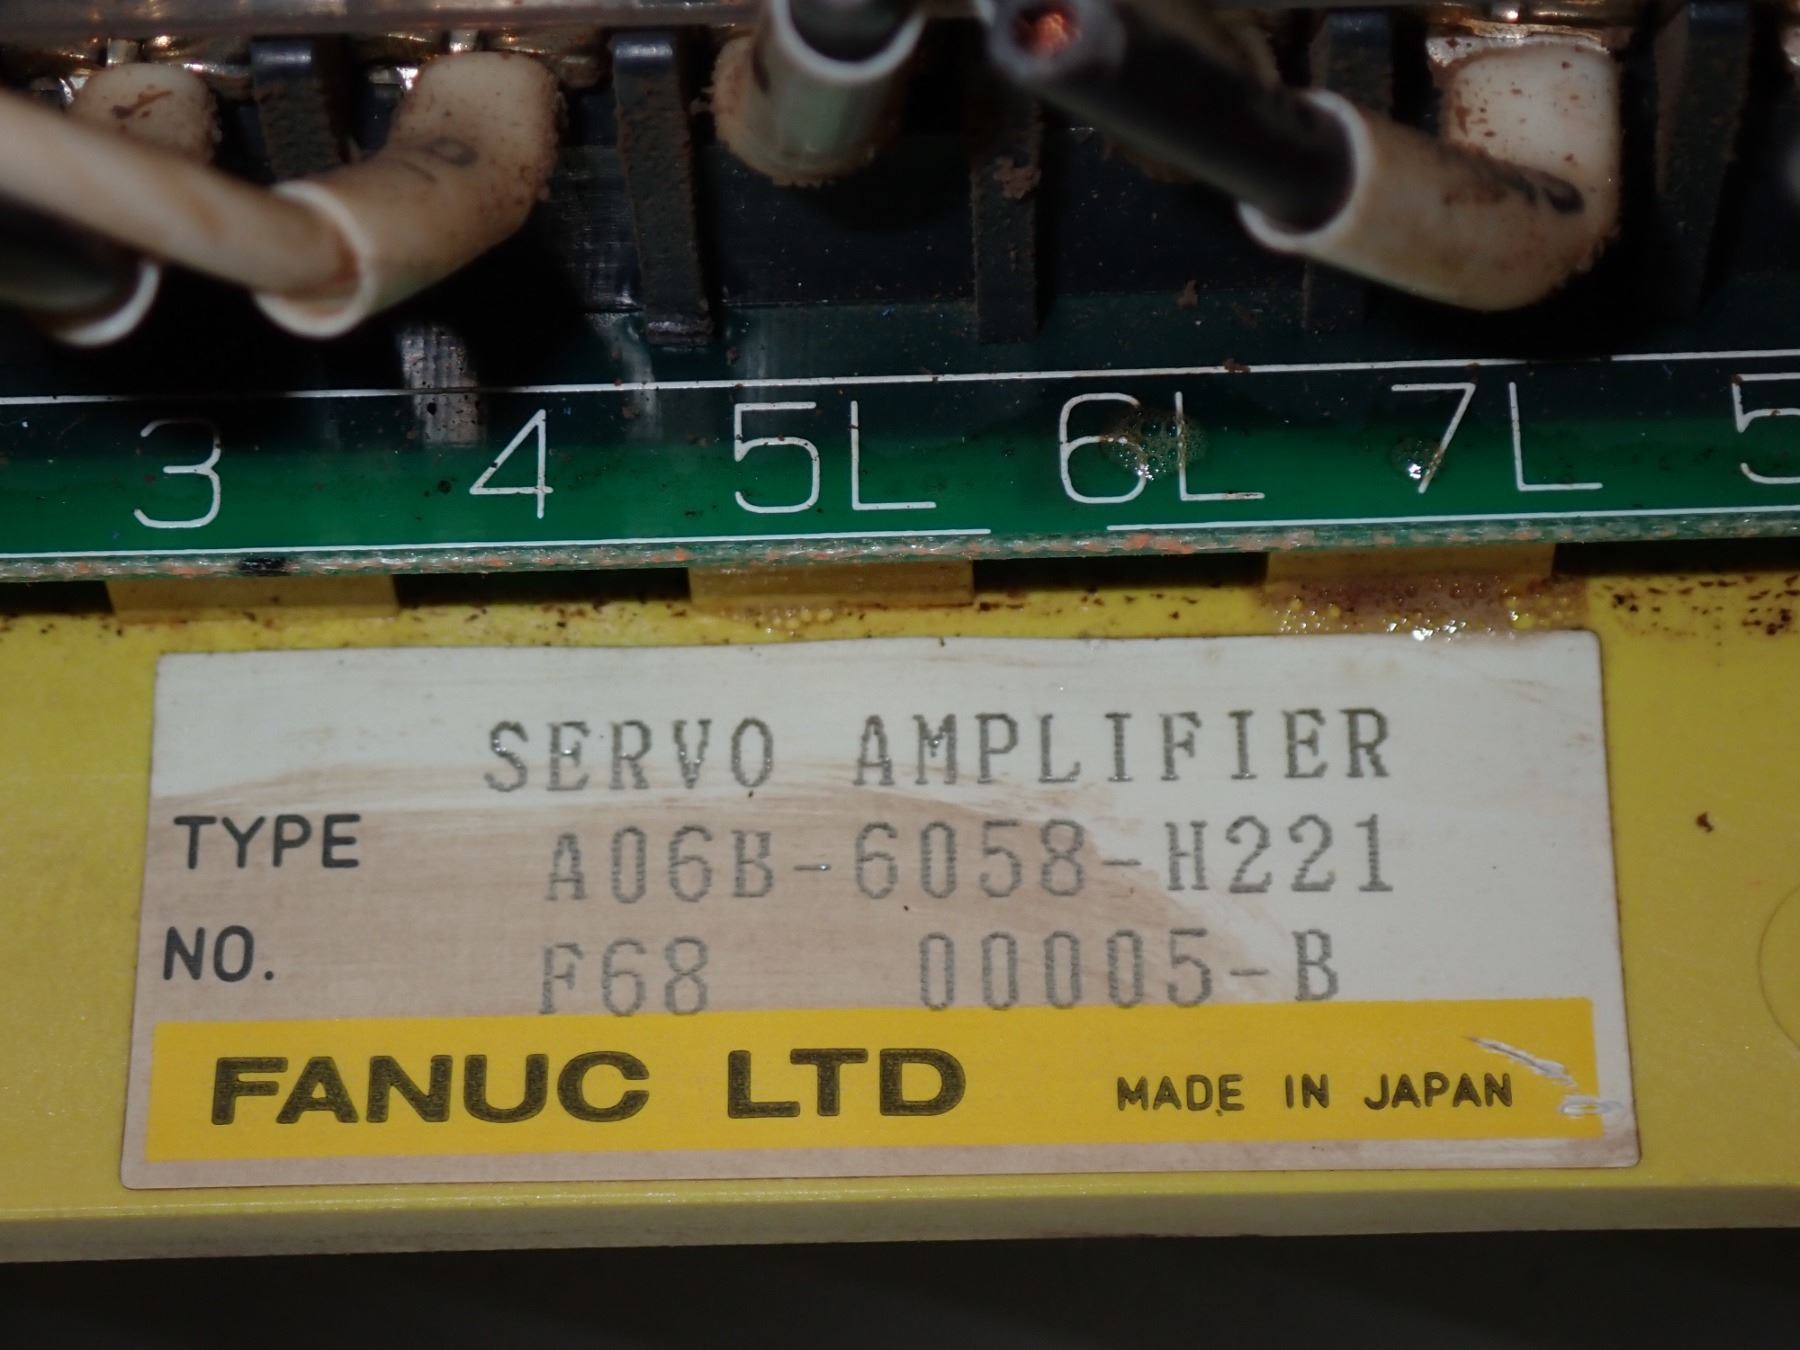 3 4 5L 6L 7L 5
SERVO AMPLIFIER
TYPE A06B-6058-H221
NO. F68 00005-B
FANUC LTD MADE IN JAPAN